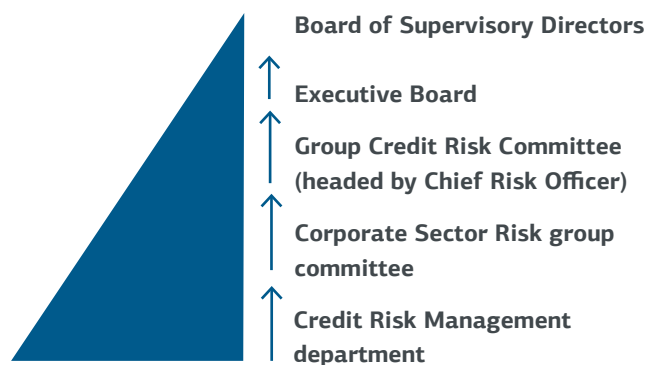 Board of Supervisory Directors
Executive Board
Group Credit Risk Committee
(headed by Chief Risk Officer)
Corporate Sector Risk group
committee
Credit Risk Management
department